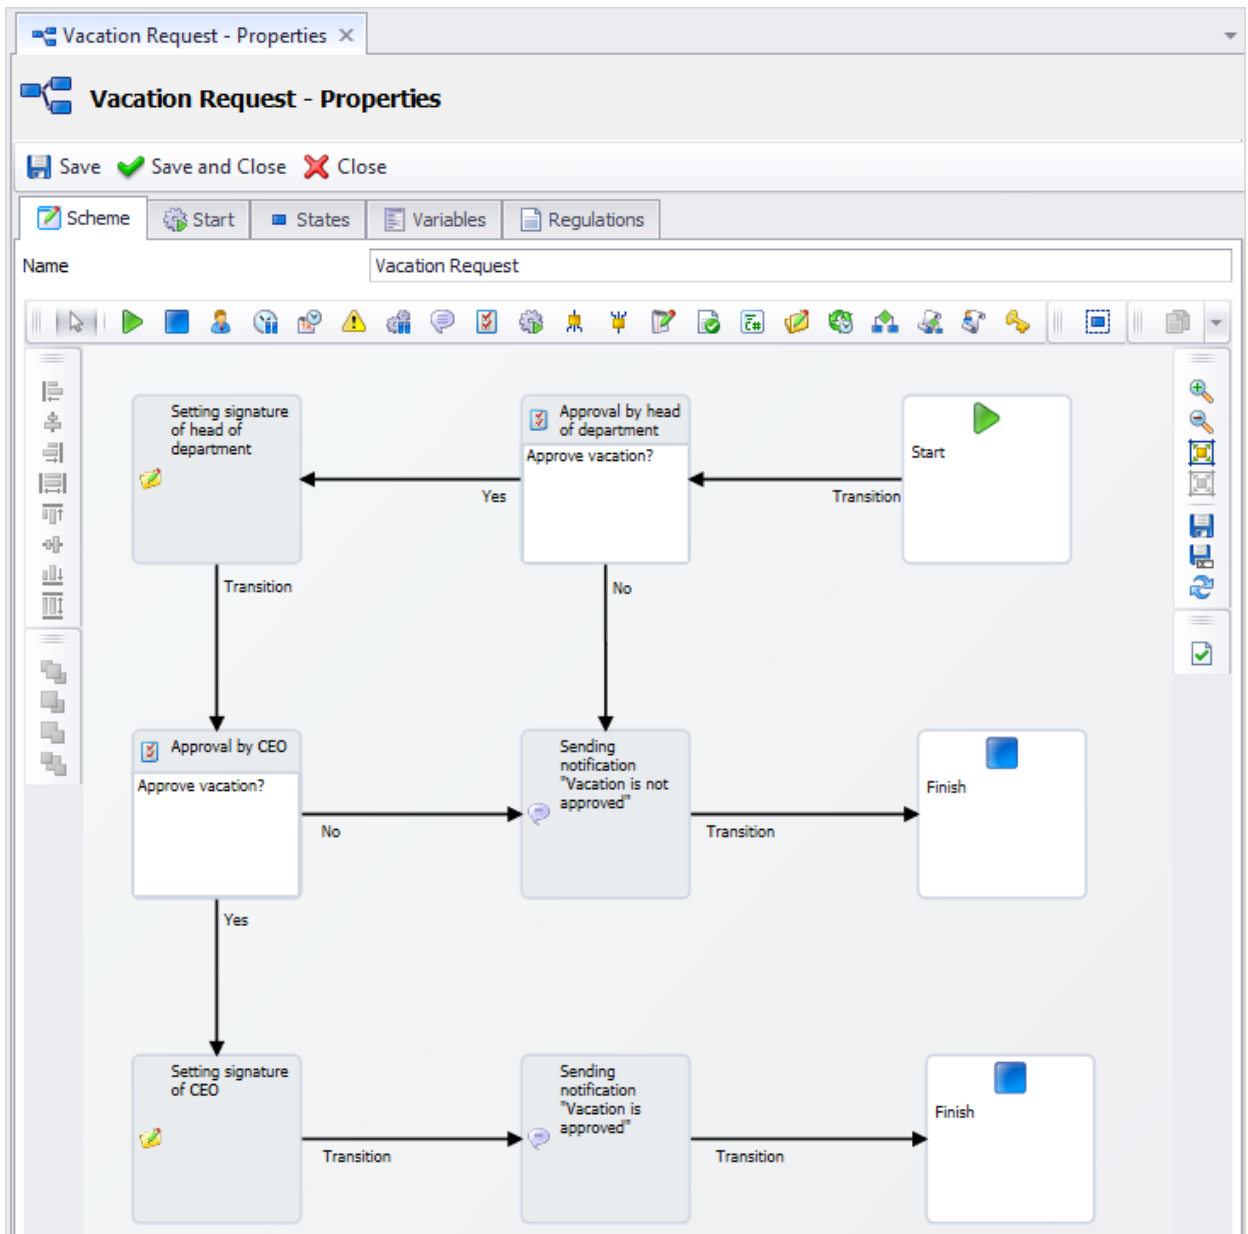 Vacation Request - Properties
Vacation Request - Properties
Save Save and Close Close
Scheme Start States Variables Regulations
Name Vacation Request
C#
Setting signature
of head of
department
Approval by head
of department
Approve vacation?
Start
Yes
Transition
Transition
No
Approval by CEO
Approve vacation?
Sending
notification
"Vacation is not
approved"
Finish
No
Transition
Yes
Setting signature
of CEO
Sending
notification
"Vacation is
approved"
Finish
Transition
Transition